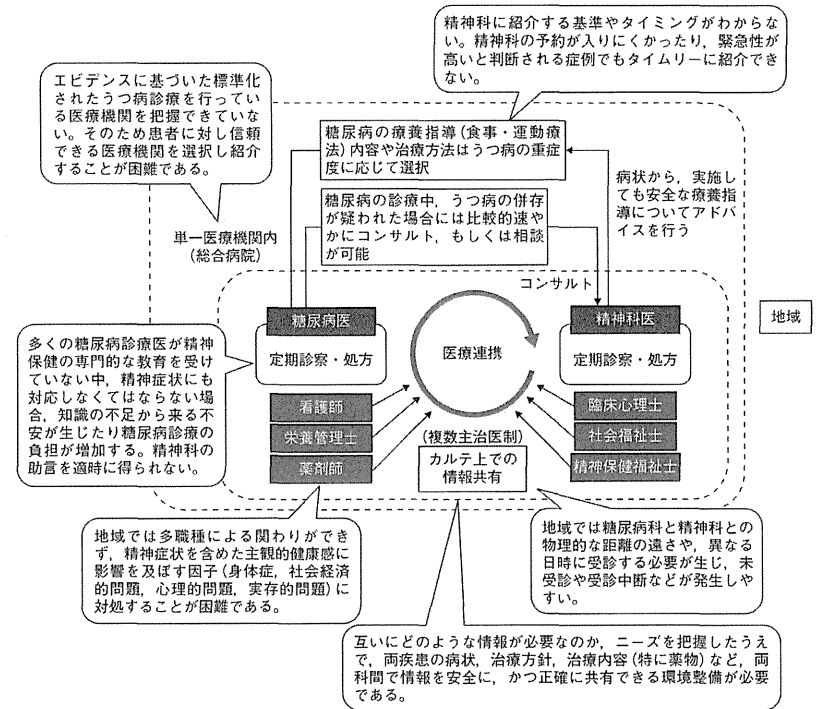 精神科に紹介する基準やタイミングがわからな
い。精神科の予約が入りにくかったり，緊急性が
高いと判断される症例でもタイムリーに紹介でき
ない。
エビデンスに基づいた標準化
されたうつ病診療を行ってい
る医療機関を把握できていな
い。そのため患者に対し信頼
できる医療機関を選択し紹介
することが困難である。
糖尿病の療養指導（食事・運動療
法）内容や治療方法はうつ病の重症
度に応じて選択
病状から，実施し
ても安全な療養指
導についてアドバ
イスを行う
糖尿病の診療中，うつ病の併存
が疑われた場合には比較的速や
かにコンサルト，もしくは相談
が可能
単一医療機関内
（総合病院）
コンサルト
地域
糖尿病医
定期診察・処方
医療連携
精神科医
定期診察・処方
多くの糖尿病診療医が精神
保健の専門的な教育を受け
ていない中，精神症状にも
対応しなくてはならない場
合，知識の不足から来る不
安が生じたり糖尿病診療の
負担が増加する。精神科の
助言を適時に得られない。
看護師
栄養管理士
薬剤師
（複数主治医制）
カルテ上での
情報共有
臨床心理士
社会福祉士
精神保健福祉士
地域では多職種による関わりができ
ず，精神症状を含めた主観的健康感に
影響を及ぼす因子（身体症，社会経済
的問題，心理的問題，実存的問題）に
対処することが困難である。
地域では糖尿病科と精神科との
物理的な距離の遠さや，異なる
日時に受診する必要が生じ，未
受診や受診中断などが発生しや
すい。
互いにどのような情報が必要なのか，ニーズを把握したうえ
で，両疾患の病状，治療方針，治療内容（特に薬物）など，両
科間で情報を安全に，かつ正確に共有できる環境整備が必要
である。